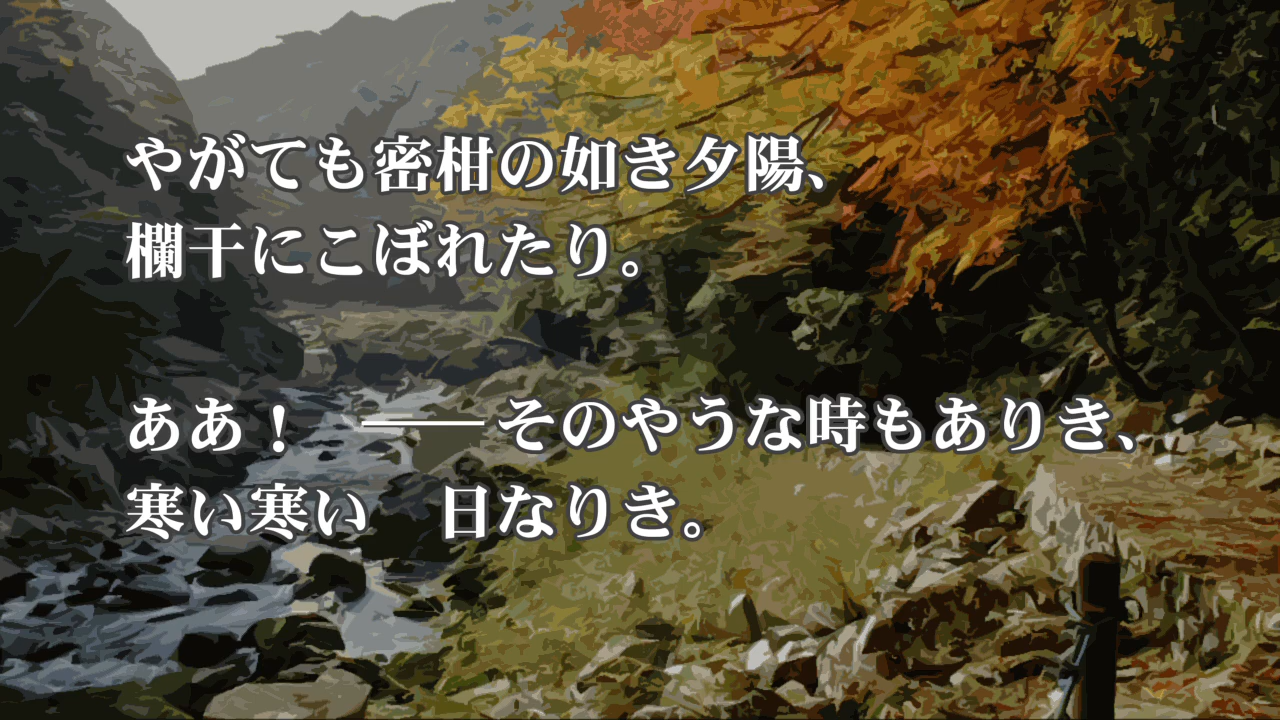 やがても密柑の如き夕陽、
欄干にこぼれたり。
ああ！　――そのやうな時もありき、
寒い寒い　日なりき。